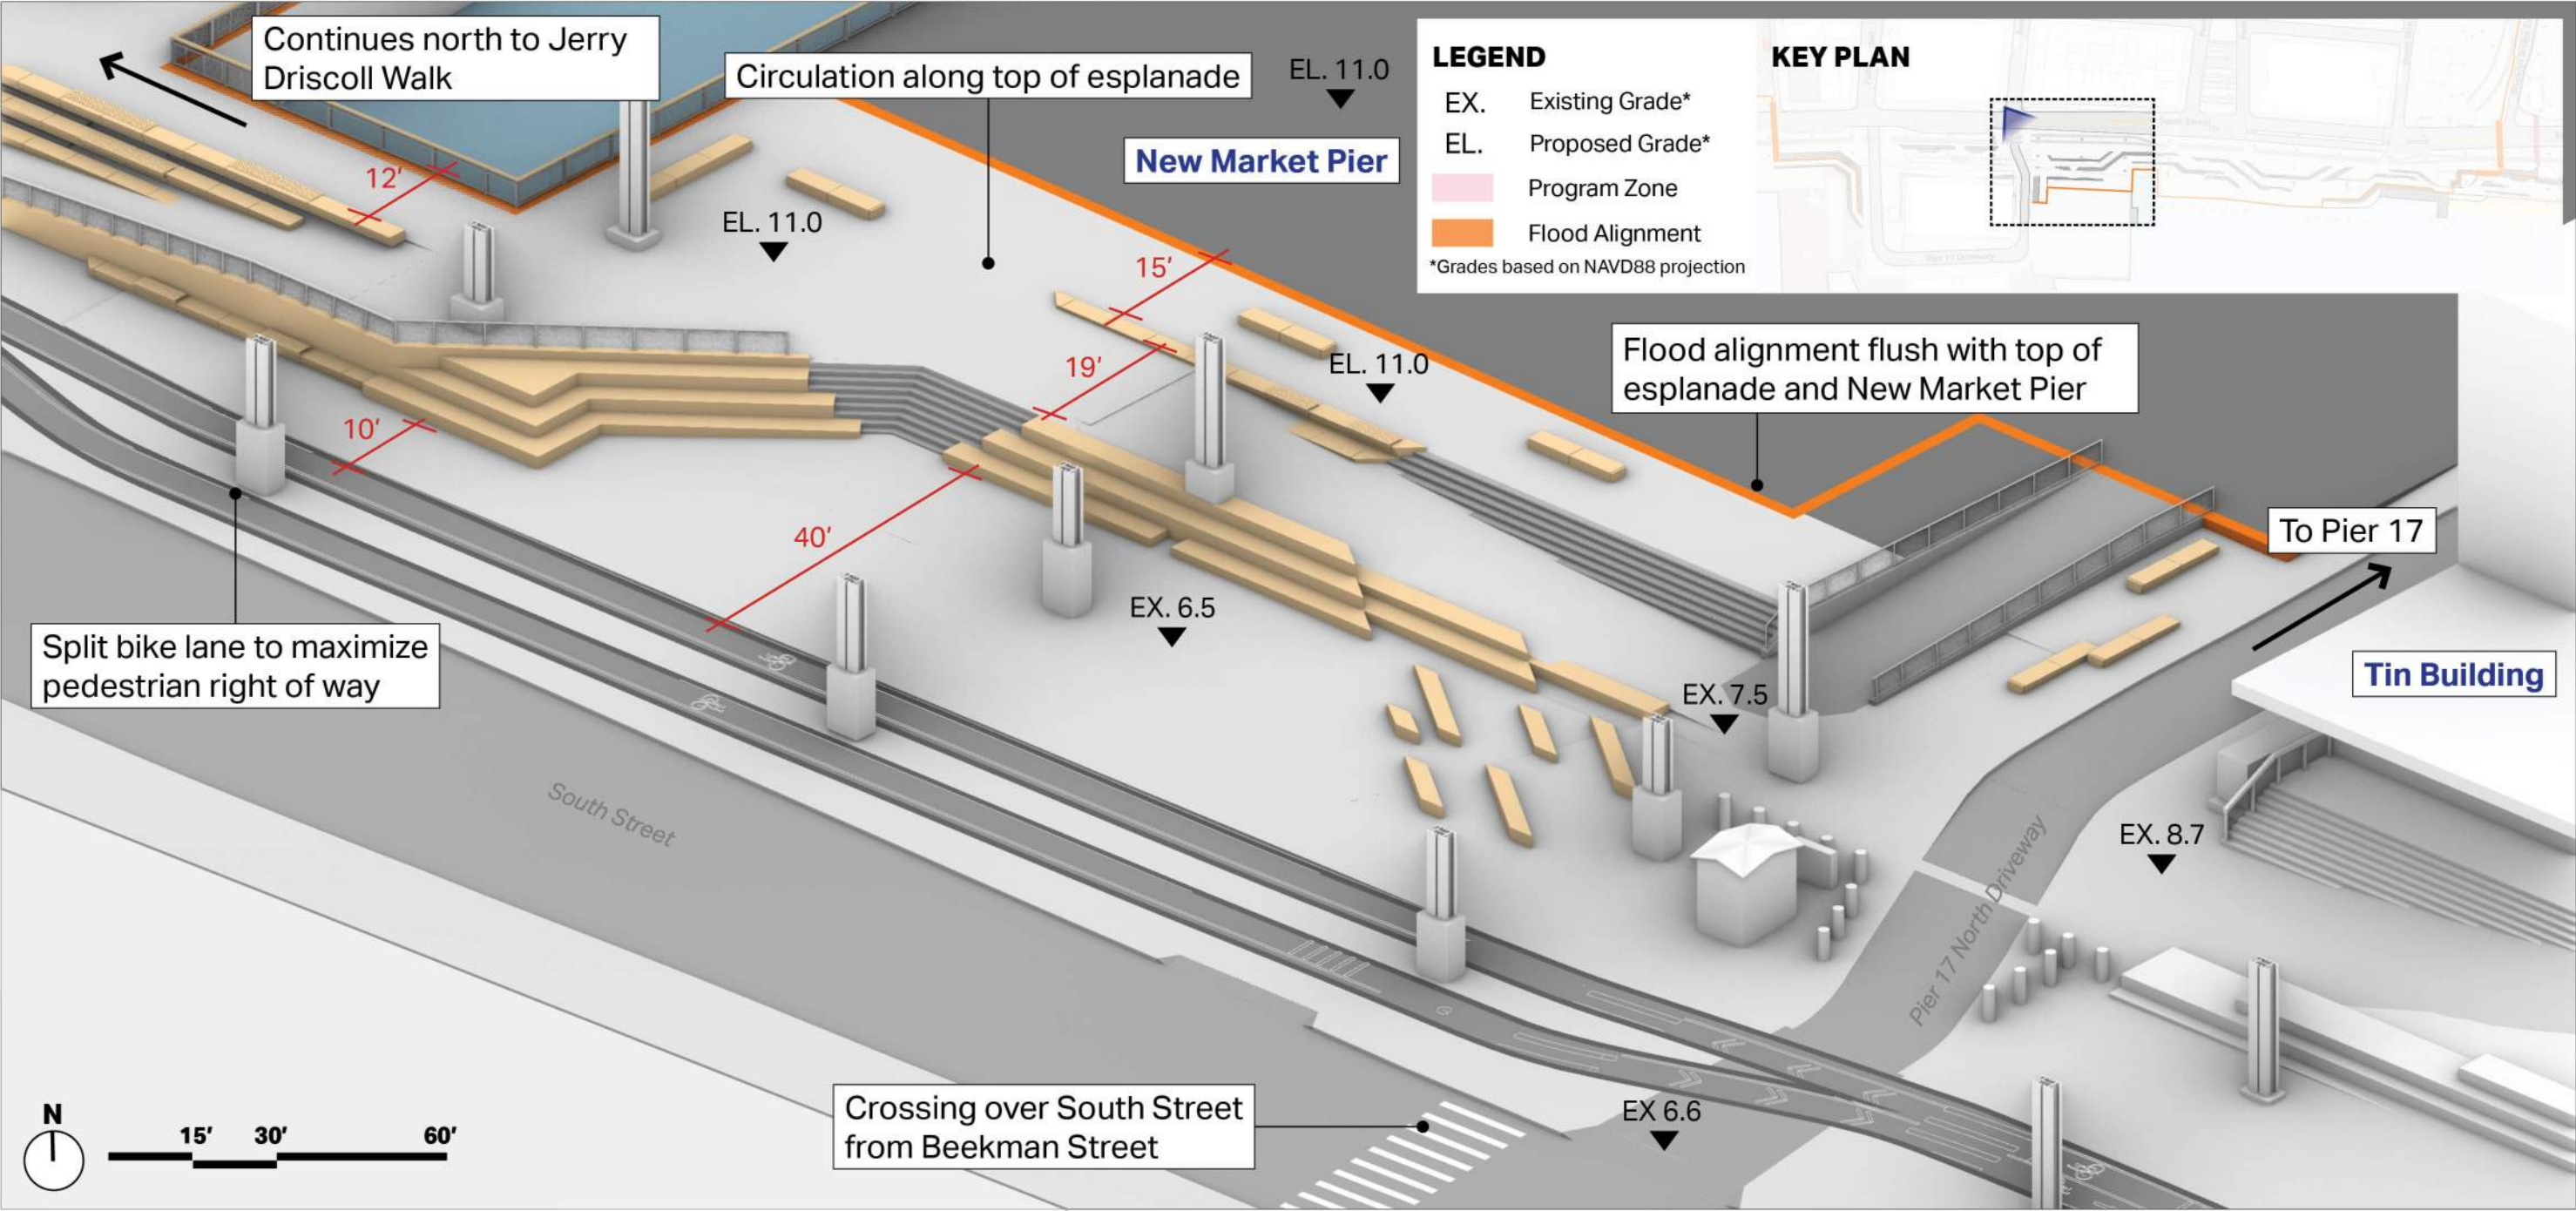 Continues north to Jerry
Driscoll Walk
Circulation along top of esplanade
EL. 11.0
New Market Pier
LEGEND
EX. Existing Grade*
EL. Proposed Grade*
Program Zone
Flood Alignment
*Grades based on NAVD88 projection
KEY PLAN
12'
EL. 11.0
15'
19'
EL. 11.0
Flood alignment flush with top of
esplanade and New Market Pier
10'
40'
To Pier 17
EX. 6.5
Split bike lane to maximize
pedestrian right of way
EX. 7.5
Tin Building
South Street
EX. 8.7
Pier 17 North Driveway
Crossing over South Street
from Beekman Street
EX 6.6
N
15' 30' 60'